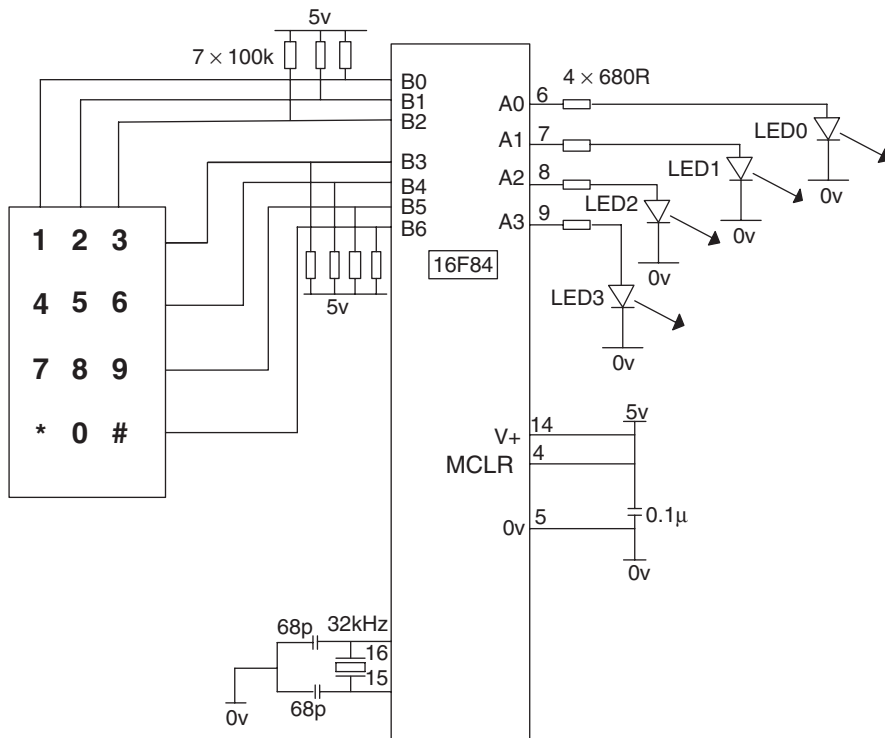 5v
7 × 100k
B0
B1
B2
B3
B4
B5
B6
5v
1 2 3
4 5 6
7 8 9
* 0 #
16F84
A0 6
A1 7
A2 8
A3 9
4 × 680R
LED0
0v
LED1
0v
LED2
0v
LED3
0v
5v
V+ 14
MCLR 4
0v 5
0.1µ
0v
32kHz
68p
16
15
68p
0v